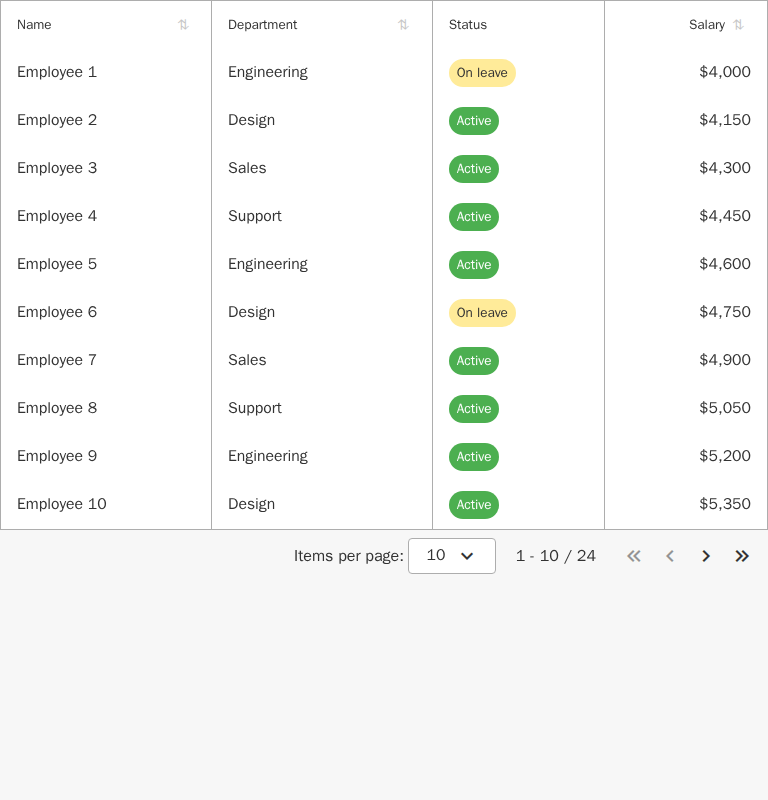 Name Department Status Salary
Employee 1 Engineering On leave $4,000
Employee 2 Design Active $4,150
Employee 3 Sales Active $4,300
Employee 4 Support Active $4,450
Employee 5 Engineering Active $4,600
Employee 6 Design On leave $4,750
Employee 7 Sales Active $4,900
Employee 8 Support Active $5,050
Employee 9 Engineering Active $5,200
Employee 10 Design Active $5,350
Items per page: 10 1 - 10 / 24